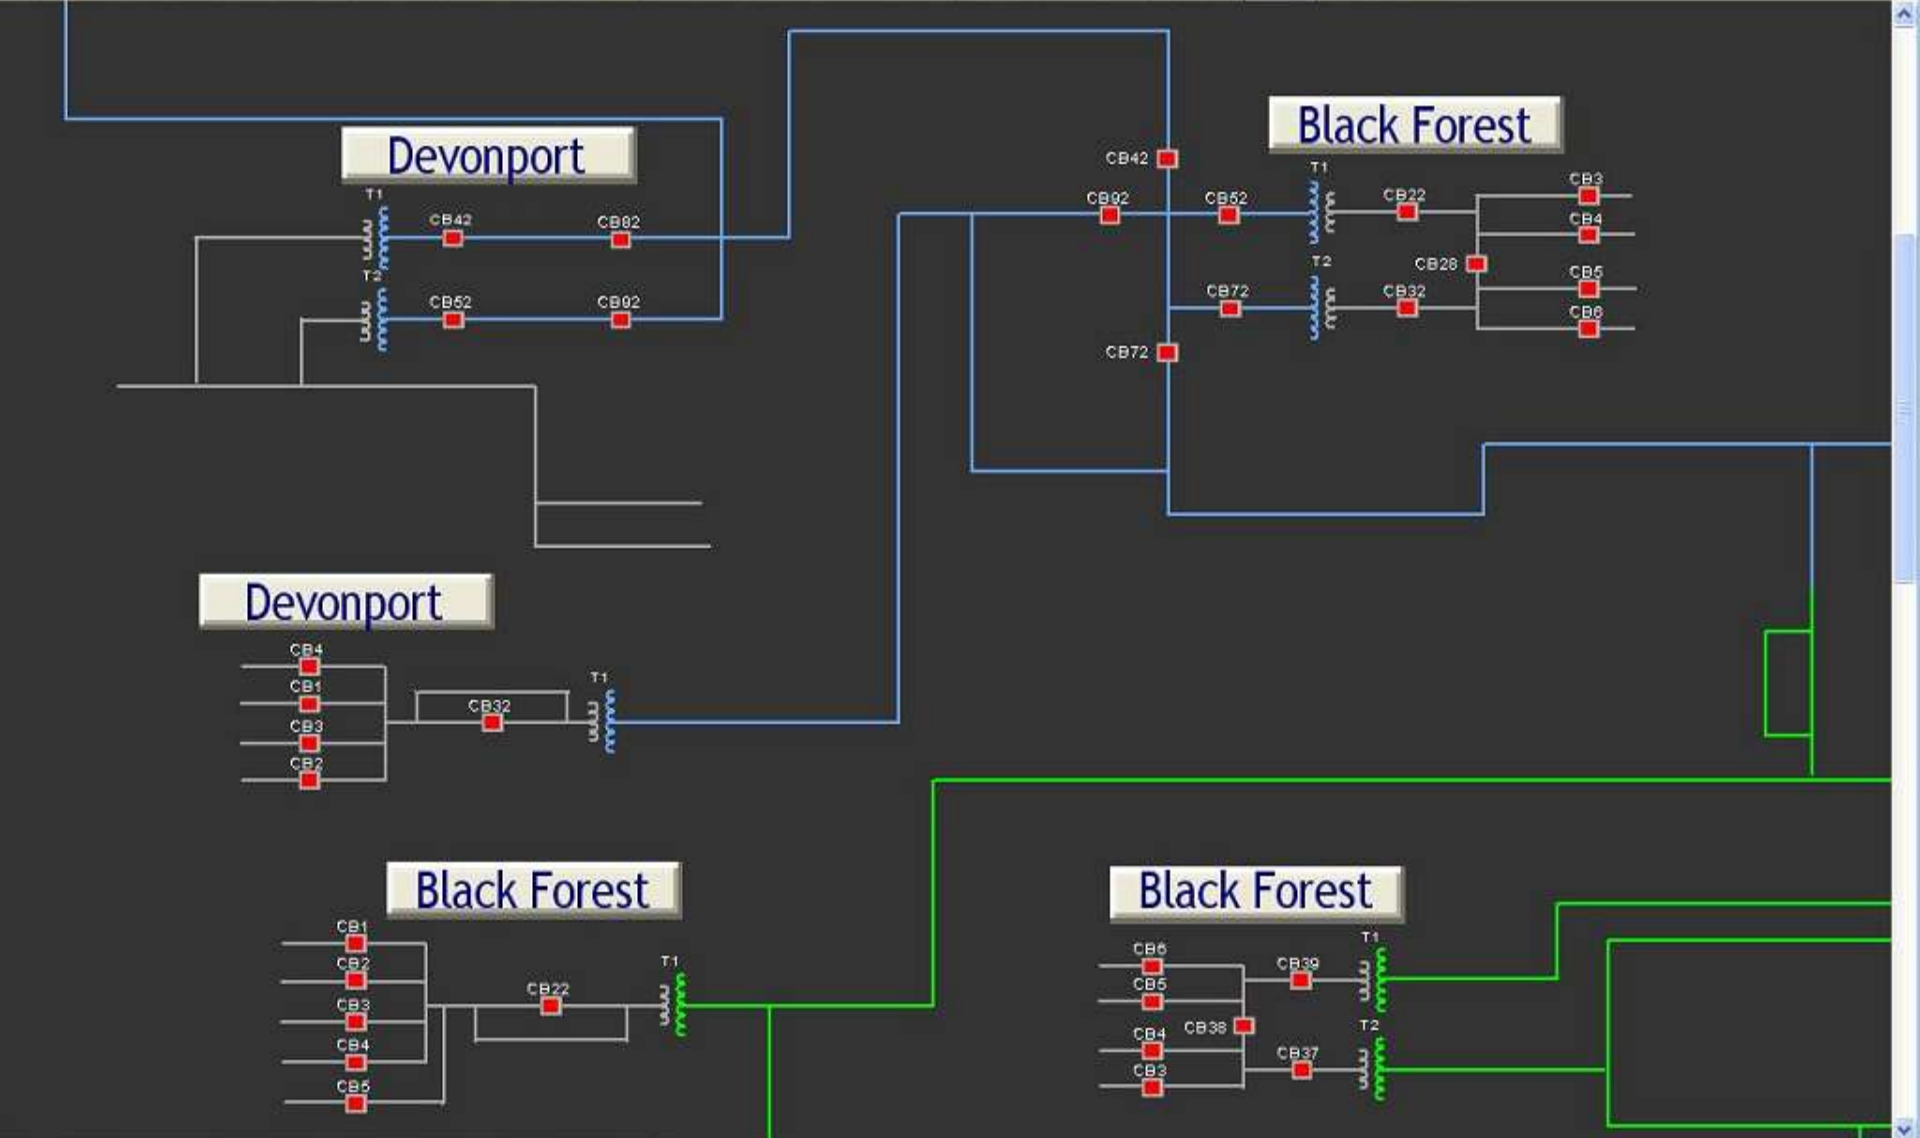 Devonport
T1
CB42
CB82
T2
CB52
CB92
Black Forest
CB42
CB92
CB52
T1
CB22
CB3
CB4
CB28
T2
CB72
CB32
CB5
CB6
CB72
Devonport
CB4
CB1
CB3
CB2
CB32
T1
Black Forest
CB1
CB2
CB3
CB4
CB5
CB22
T1
Black Forest
CB6
CB5
CB38
CB4
CB3
CB39
T1
CB37
T2